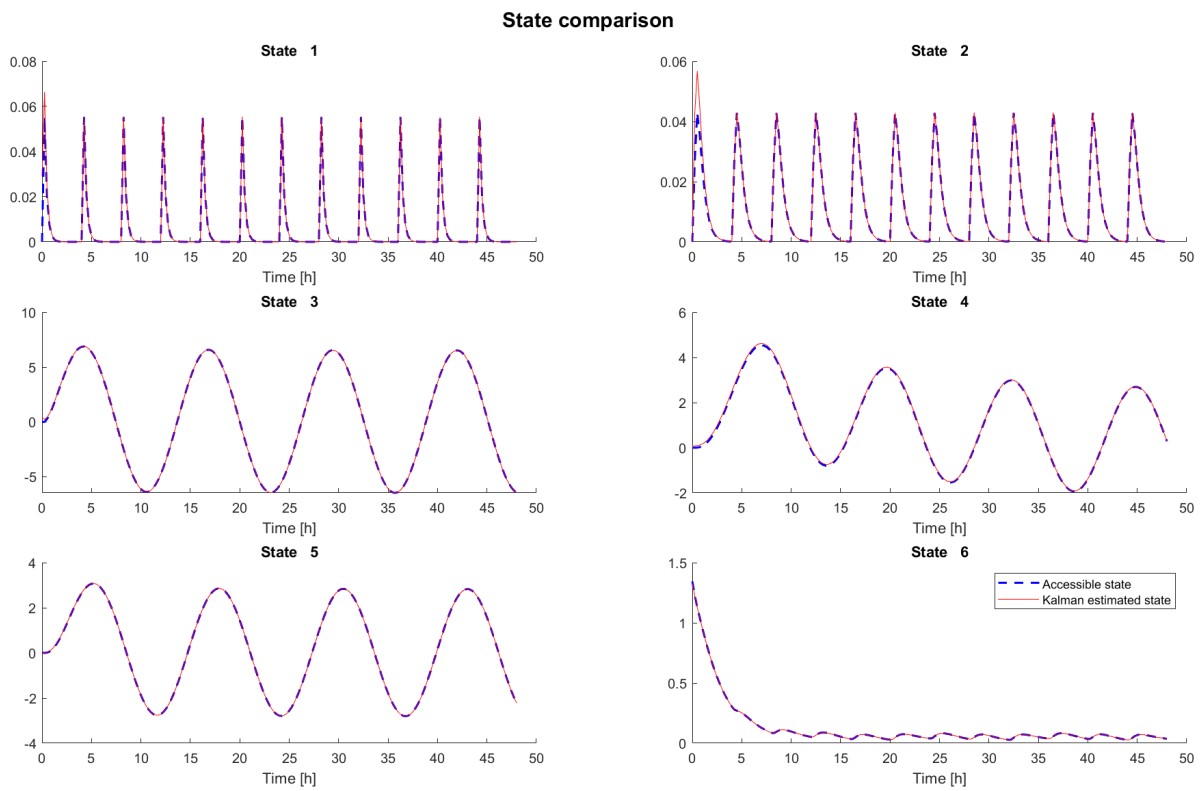 State comparison
State 1
0.08
0.06
0.04
0.02
0
0 5 10 15 20 25 30 35 40 45 50
Time [h]
State 2
0.06
0.04
0.02
0
0 5 10 15 20 25 30 35 40 45 50
Time [h]
State 3
10
5
0
-5
0 5 10 15 20 25 30 35 40 45 50
Time [h]
State 4
6
4
2
0
-2
0 5 10 15 20 25 30 35 40 45 50
Time [h]
State 5
4
2
0
-2
-4
0 5 10 15 20 25 30 35 40 45 50
Time [h]
State 6
1.5
1
0.5
0
0 5 10 15 20 25 30 35 40 45 50
Time [h]
Accessible state
Kalman estimated state